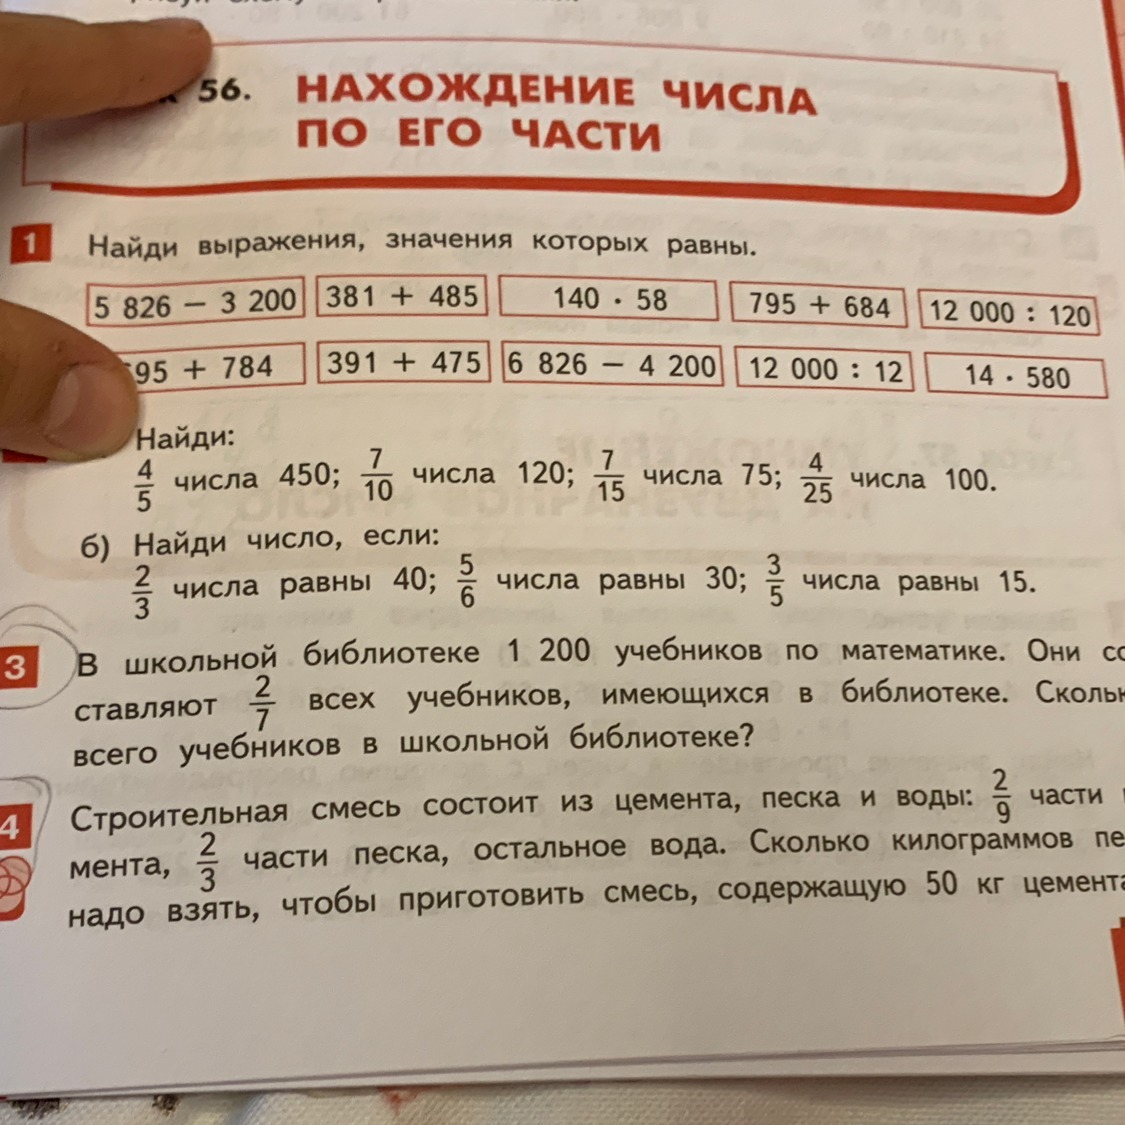 56. НАХОЖДЕНИЕ ЧИСЛА
ПО ЕГО ЧАСТИ
1 Найди выражения, значения которых равны.
5 826 − 3 200 381 + 485 140 · 58 795 + 684 12 000 : 120
95 + 784 391 + 475 6 826 − 4 200 12 000 : 12 14 · 580
Найди:
4/5 числа 450; 7/10 числа 120; 7/15 числа 75; 4/25 числа 100.
б) Найди число, если:
2/3 числа равны 40; 5/6 числа равны 30; 3/5 числа равны 15.
3 В школьной библиотеке 1 200 учебников по математике. Они со
ставляют 2/7 всех учебников, имеющихся в библиотеке. Скольк
всего учебников в школьной библиотеке?
4 Строительная смесь состоит из цемента, песка и воды: 2/9 части
мента, 2/3 части песка, остальное вода. Сколько килограммов пе
надо взять, чтобы приготовить смесь, содержащую 50 кг цемента